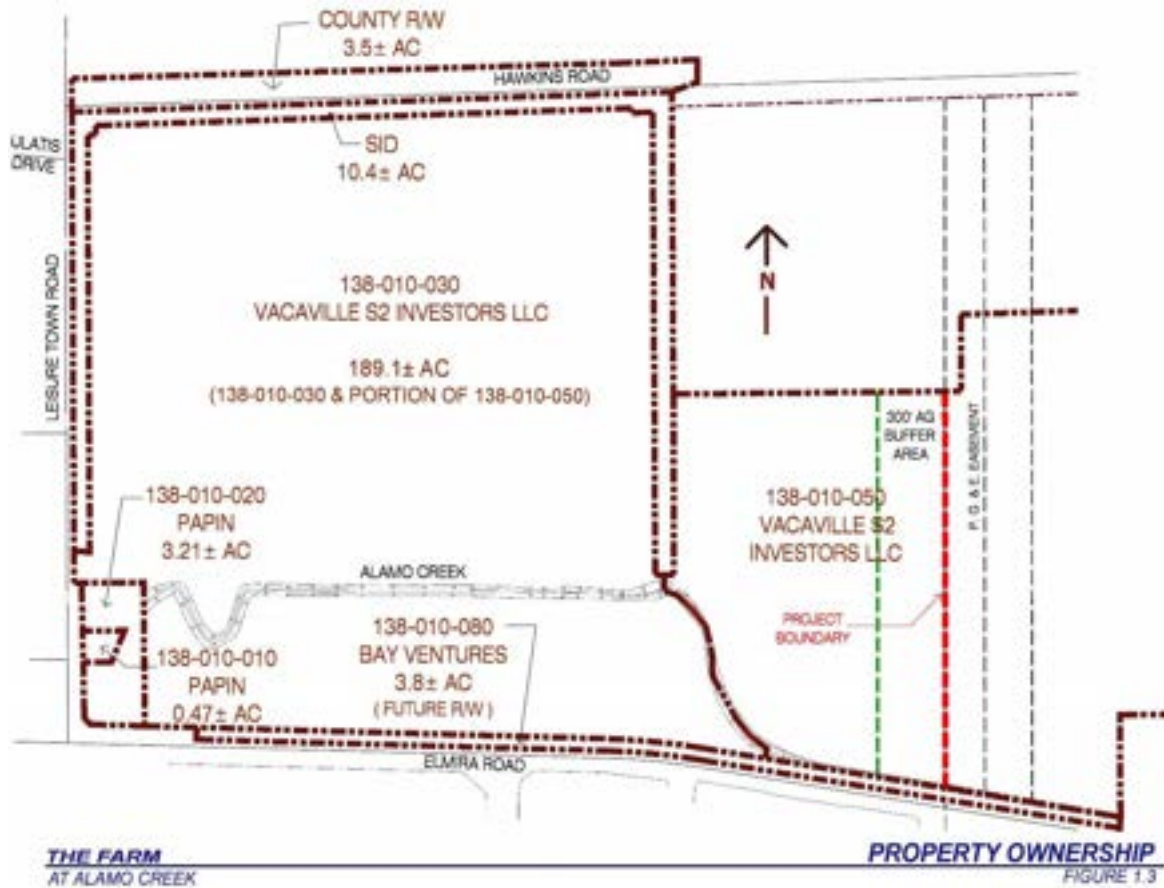 COUNTY R/W
3.5± AC
HAWKINS ROAD
ULATIS
DRIVE
SID
10.4± AC
LEISURE TOWN ROAD
138-010-030
VACAVILLE S2 INVESTORS LLC
189.1± AC
(138-010-030 & PORTION OF 138-010-050)
N
300' AG
BUFFER
AREA
P. G. & E. EASEMENT
138-010-020
PAPIN
3.21± AC
138-010-050
VACAVILLE S2
INVESTORS LLC
ALAMO CREEK
PROJECT
BOUNDARY
138-010-010
PAPIN
0.47± AC
138-010-080
BAY VENTURES
3.8± AC
( FUTURE R/W )
ELMIRA ROAD
THE FARM
AT ALAMO CREEK
PROPERTY OWNERSHIP
FIGURE 1.3